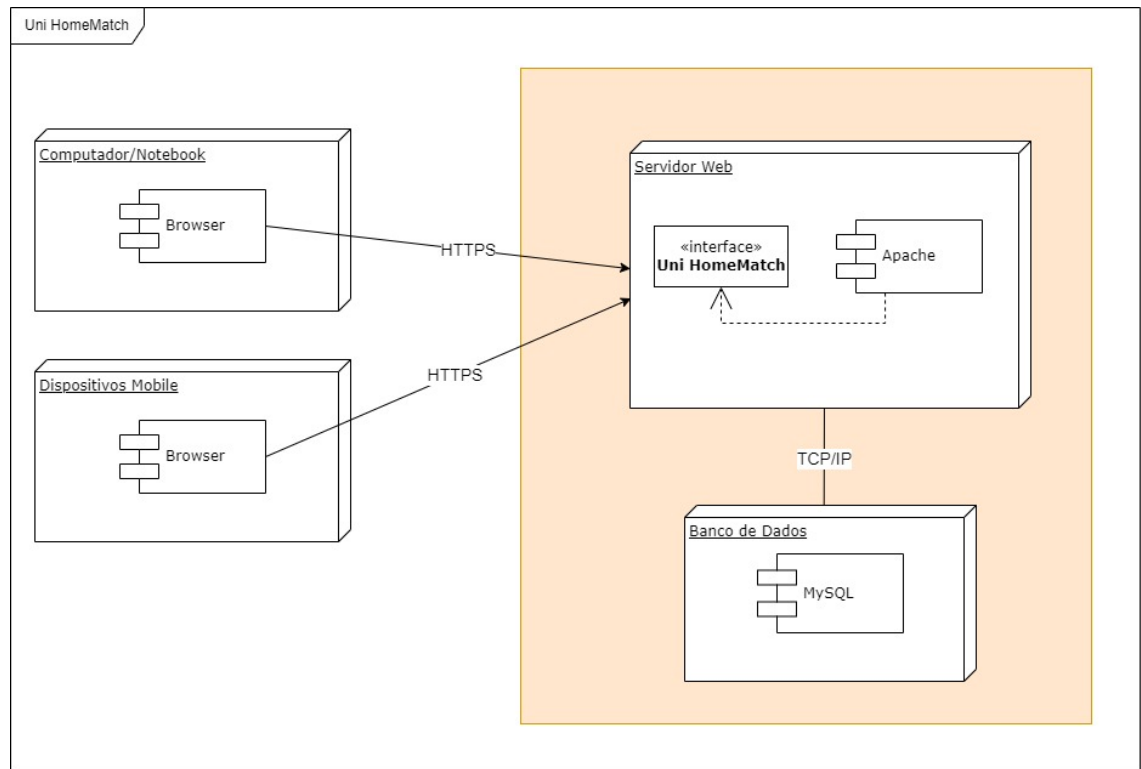 Uni HomeMatch
Computador/Notebook
Browser
HTTPS
Dispositivos Mobile
Browser
HTTPS
Servidor Web
«interface»
Uni HomeMatch
Apache
TCP/IP
Banco de Dados
MySQL